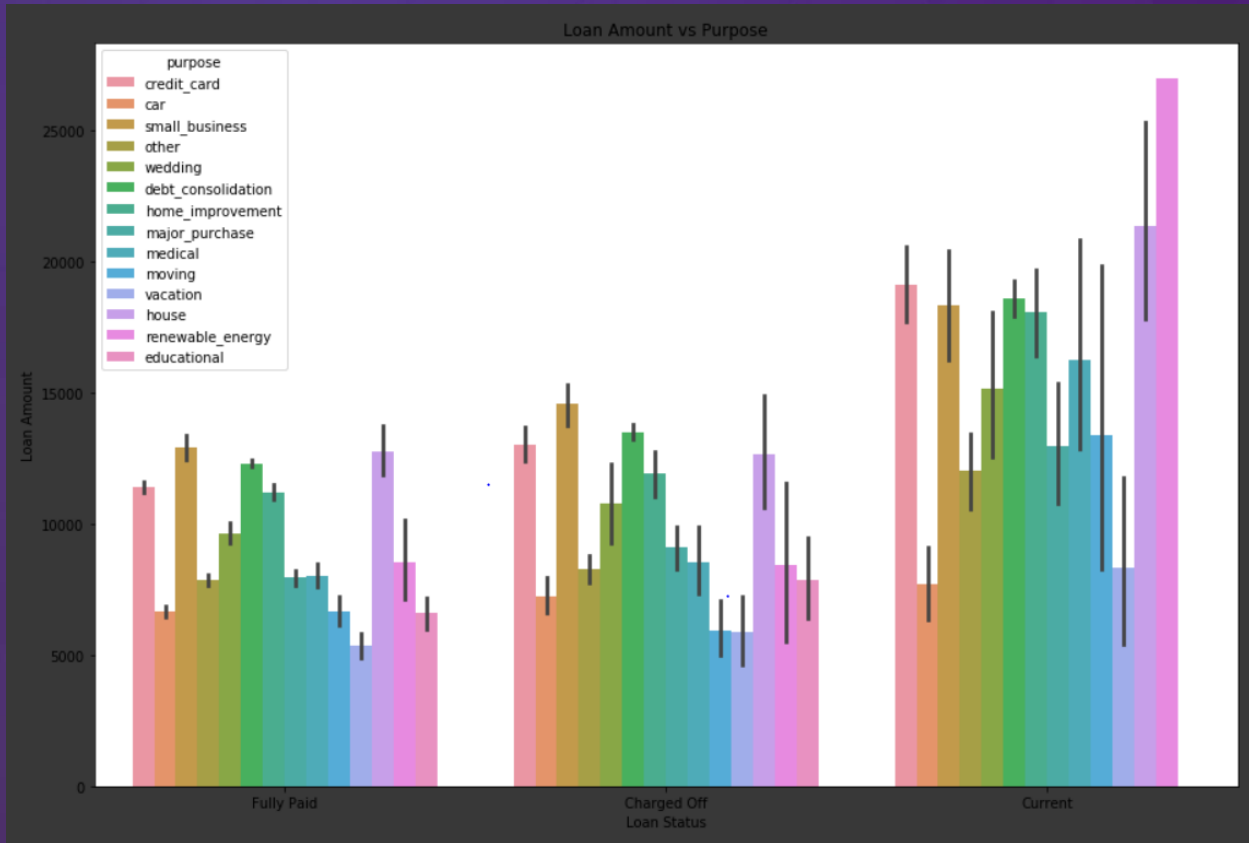 Loan Amount vs Purpose
purpose
credit_card
car
small_business
other
wedding
debt_consolidation
home_improvement
major_purchase
medical
moving
vacation
house
renewable_energy
educational
25000
20000
15000
10000
5000
0
Loan Amount
Fully Paid
Charged Off
Current
Loan Status